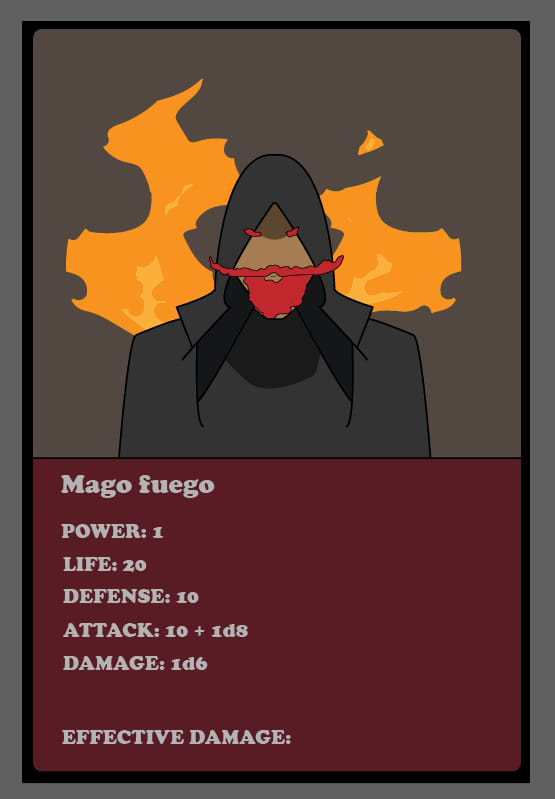 Mago fuego
POWER: 1
LIFE: 20
DEFENSE: 10
ATTACK: 10 + 1d8
DAMAGE: 1d6
EFFECTIVE DAMAGE: